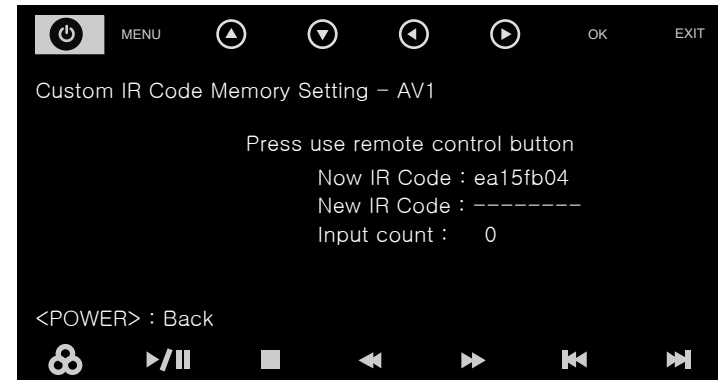 MENU OK EXIT
Custom IR Code Memory Setting - AV1
Press use remote control button
Now IR Code : ea15fb04
New IR Code : --------
Input count : 0
<POWER> : Back